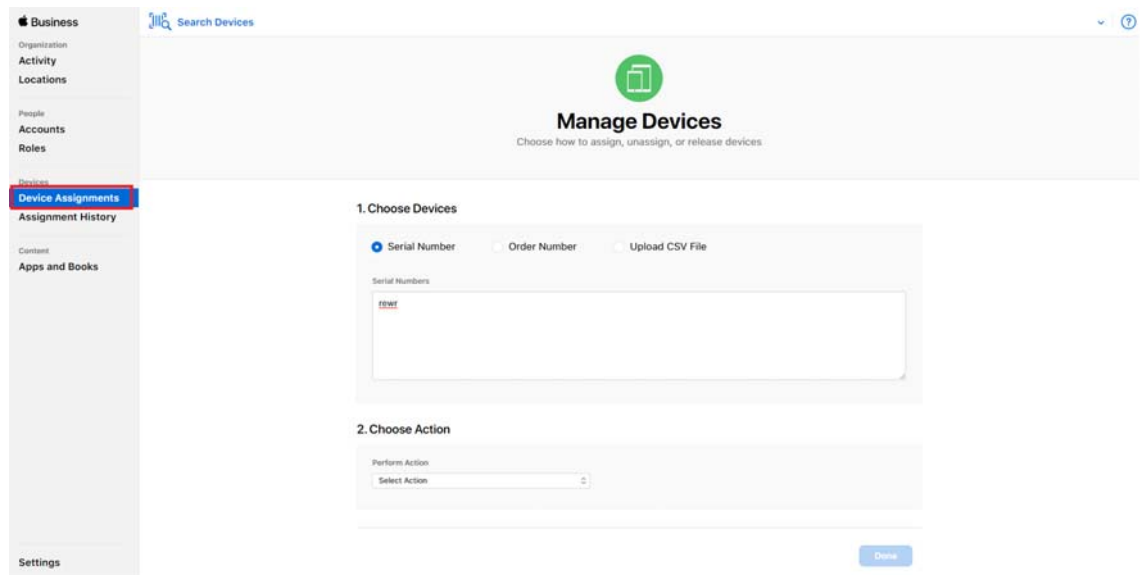 Business
Search Devices
Organization
Activity
Locations
People
Accounts
Roles
Devices
Device Assignments
Assignment History
Content
Apps and Books
Settings
Manage Devices
Choose how to assign, unassign, or release devices
1. Choose Devices
Serial Number Order Number Upload CSV File
Serial Numbers
rewr
2. Choose Action
Perform Action
Select Action
Done